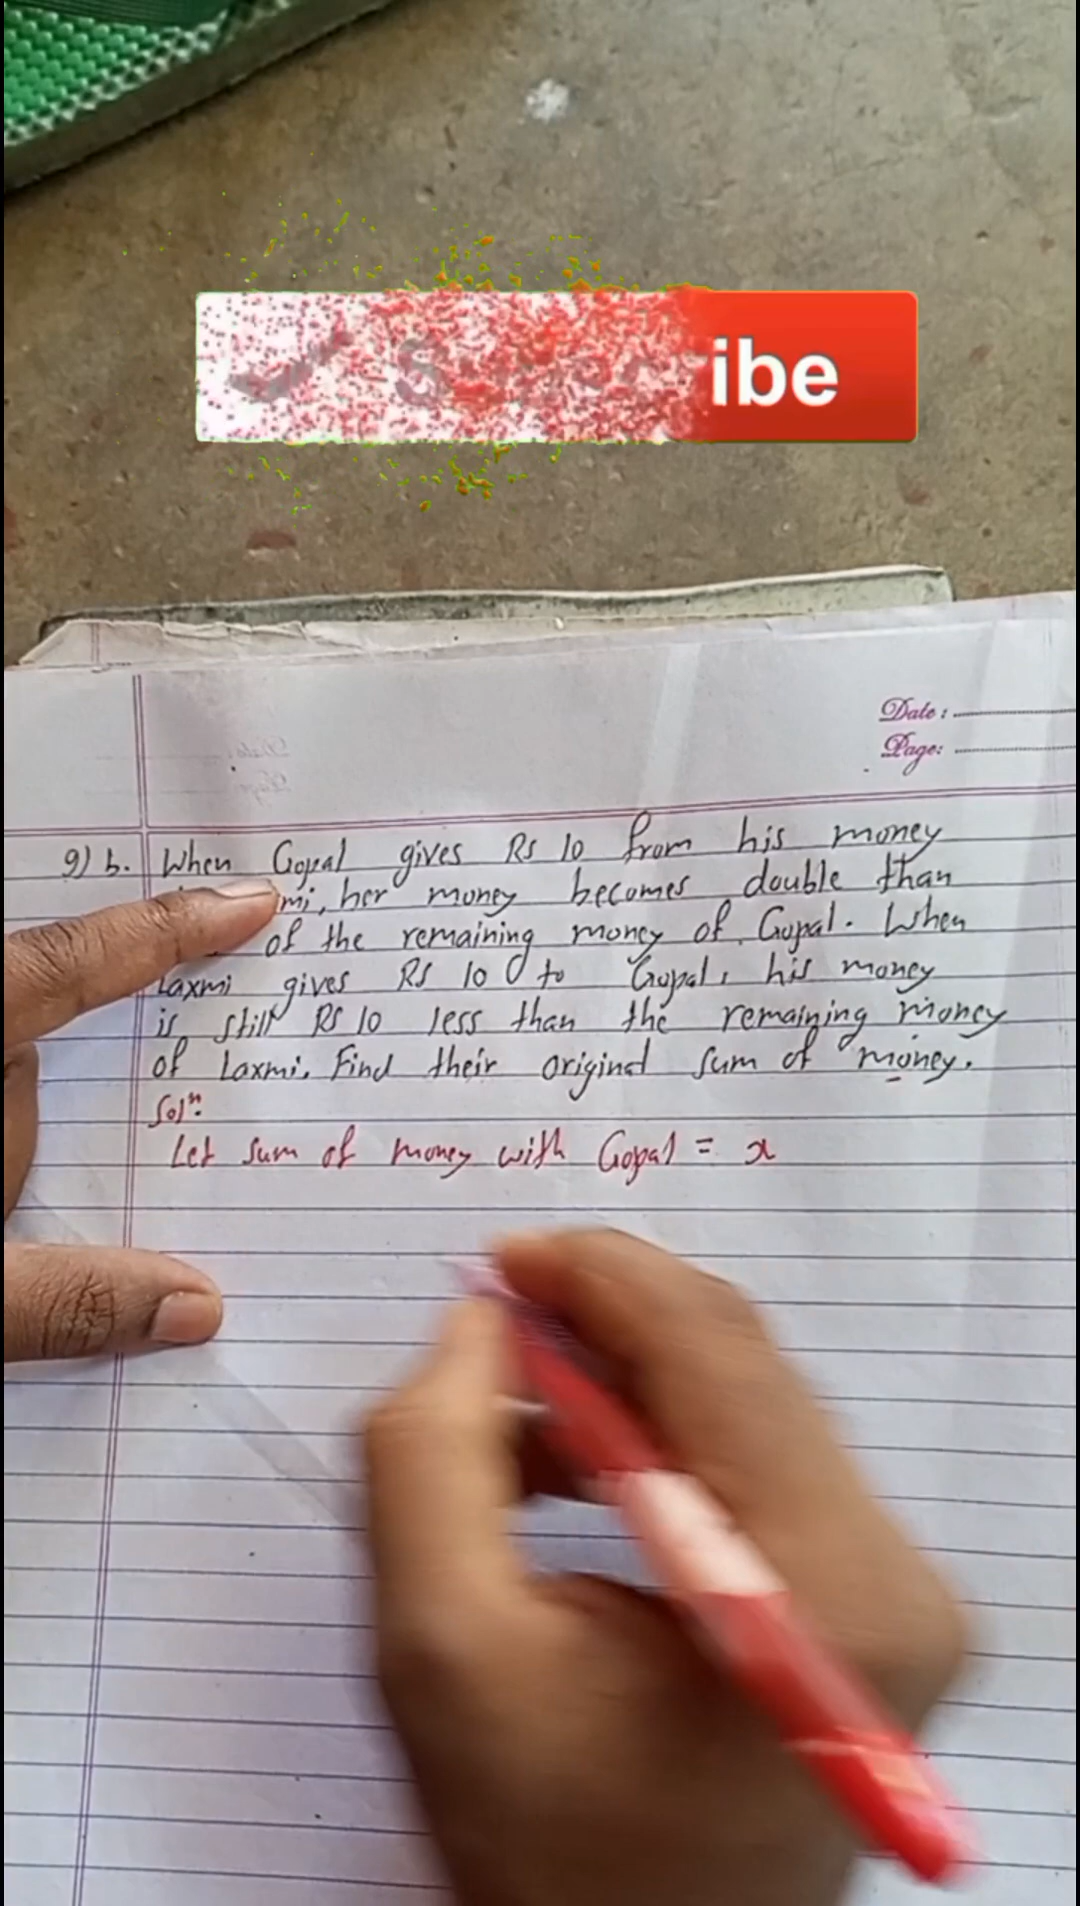 ibe
Date :
Page:
9) b. When Gopal gives Rs 10 from his money
mi, her money becomes double than
of the remaining money of Gopal. When
Laxmi gives Rs 10 to Gopal, his money
is still Rs 10 less than the remaining money
of Laxmi. Find their original sum of money.
Solⁿ:
Let sum of money with Gopal = x